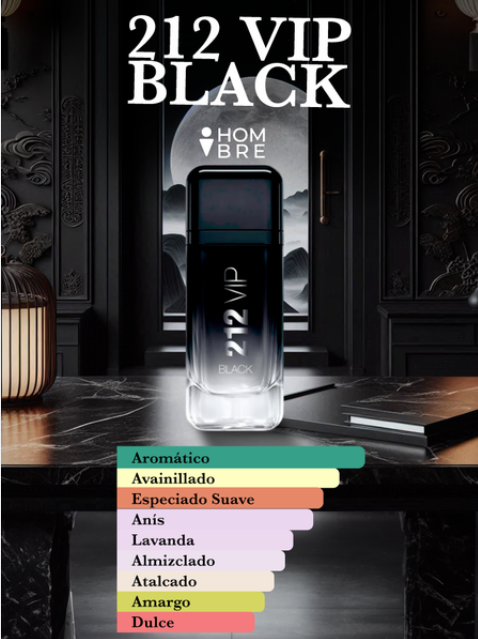 212 VIP
BLACK
HOM
BRE
212 VIP
BLACK
Aromático
Avainillado
Especiado Suave
Anís
Lavanda
Almizclado
Atalcado
Amargo
Dulce